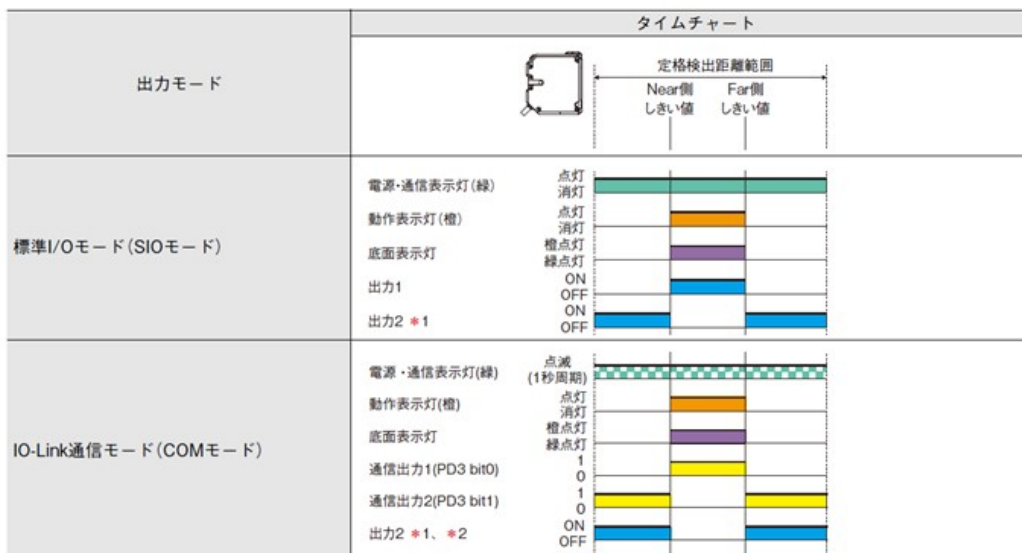 出力モード
タイムチャート
定格検出距離範囲
Near側
しきい値
Far側
しきい値
標準I/Oモード(SIOモード)
電源・通信表示灯(緑)
点灯
消灯
動作表示灯(橙)
点灯
消灯
底面表示灯
橙点灯
緑点灯
出力1
ON
OFF
出力2 *1
ON
OFF
IO-Link通信モード(COMモード)
電源・通信表示灯(緑)
点滅
(1秒周期)
動作表示灯(橙)
点灯
消灯
底面表示灯
橙点灯
緑点灯
通信出力1(PD3 bit0)
1
0
通信出力2(PD3 bit1)
1
0
出力2 *1、*2
ON
OFF